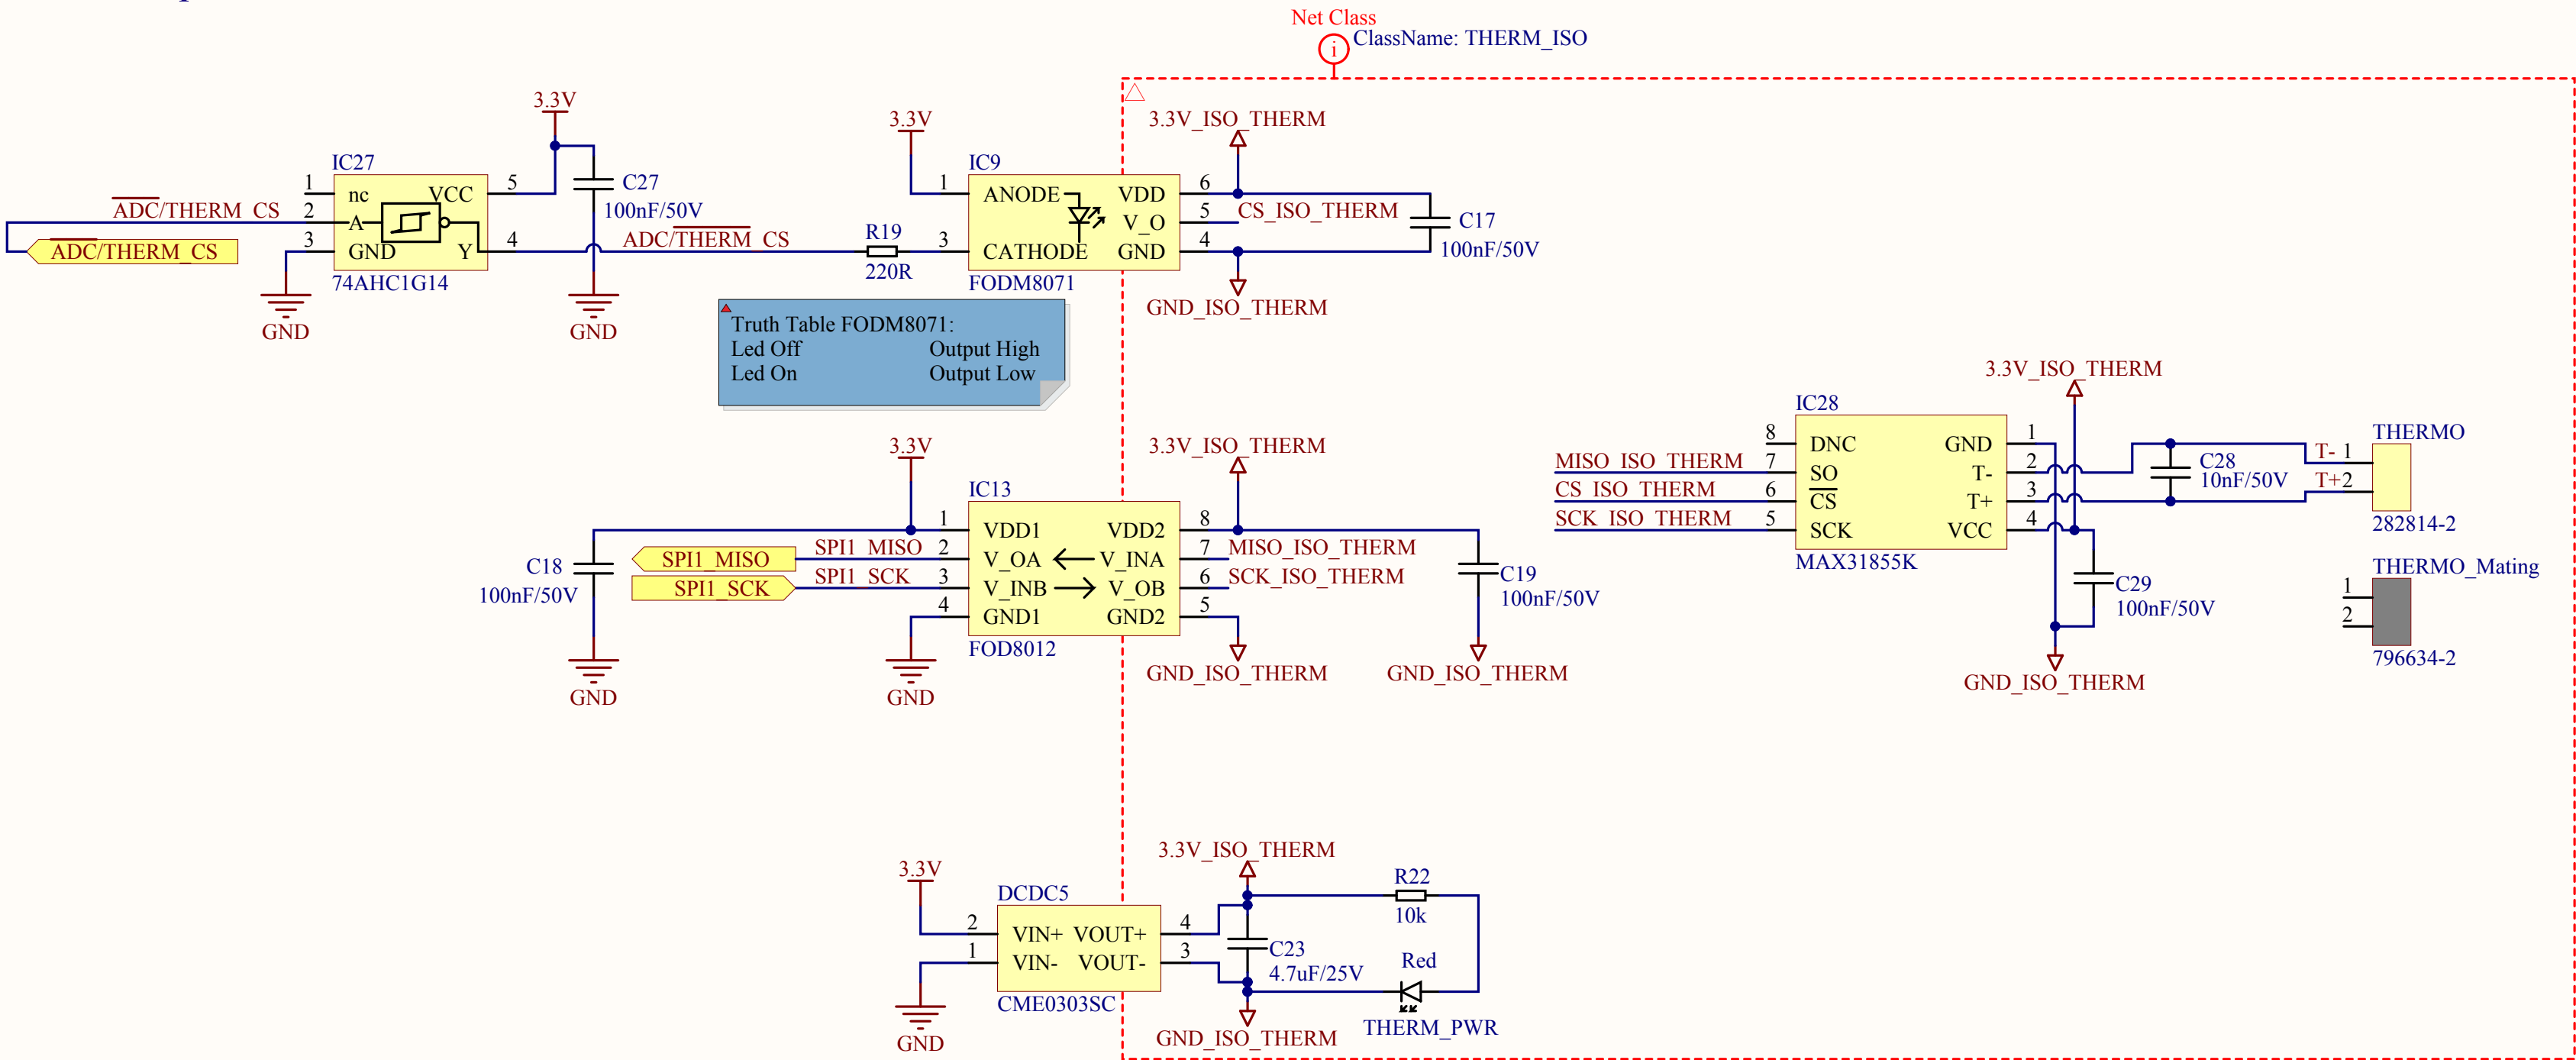 Net Class
ClassName: THERM_ISO
3.3V
IC27
1
nc
VCC
5
ADC/THERM_CS
2
A
ADC/THERM_CS
3
GND
Y
4
74AHC1G14
GND
C27
100nF/50V
GND
ADC/THERM_CS
R19
220R
3.3V
IC9
1
ANODE
VDD
6
V_O
5
3
CATHODE
GND
4
FODM8071
3.3V_ISO_THERM
CS_ISO_THERM
C17
100nF/50V
GND_ISO_THERM
Truth Table FODM8071:
Led Off Output High
Led On Output Low
3.3V
IC13
1
VDD1
VDD2
8
SPI1_MISO
SPI1_MISO
2
V_OA
V_INA
7
MISO_ISO_THERM
SPI1_SCK
SPI1_SCK
3
V_INB
V_OB
6
SCK_ISO_THERM
4
GND1
GND2
5
FOD8012
3.3V_ISO_THERM
C18
100nF/50V
GND
GND
GND_ISO_THERM
C19
100nF/50V
GND_ISO_THERM
3.3V_ISO_THERM
IC28
8
DNC
GND
1
MISO_ISO_THERM
7
SO
T-
2
CS_ISO_THERM
6
CS
T+
3
SCK_ISO_THERM
5
SCK
VCC
4
MAX31855K
C28
10nF/50V
C29
100nF/50V
GND_ISO_THERM
THERMO
T- 1
T+ 2
282814-2
THERMO_Mating
1
2
796634-2
3.3V
DCDC5
2
VIN+
VOUT+
4
1
VIN-
VOUT-
3
CME0303SC
GND
3.3V_ISO_THERM
R22
10k
C23
4.7uF/25V
Red
THERM_PWR
GND_ISO_THERM